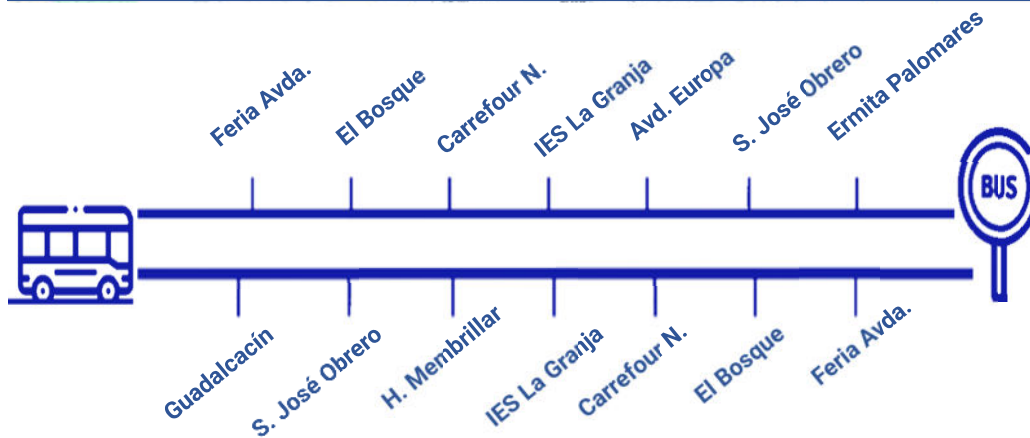 Feria Avda.
El Bosque
Carrefour N.
IES La Granja
Avd. Europa
S. José Obrero
Ermita Palomares
BUS
Guadalcacín
S. José Obrero
H. Membrillar
IES La Granja
Carrefour N.
El Bosque
Feria Avda.